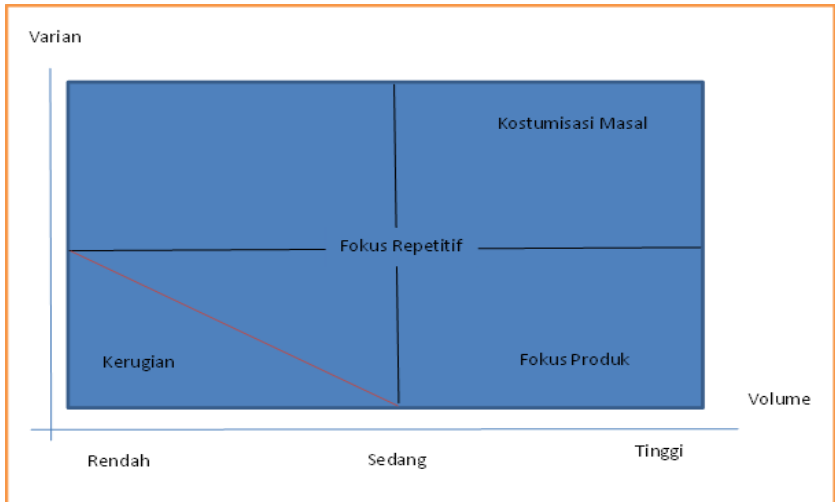 Varian
Kostumisasi Masal
Fokus Repetitif
Kerugian
Fokus Produk
Volume
Rendah
Sedang
Tinggi